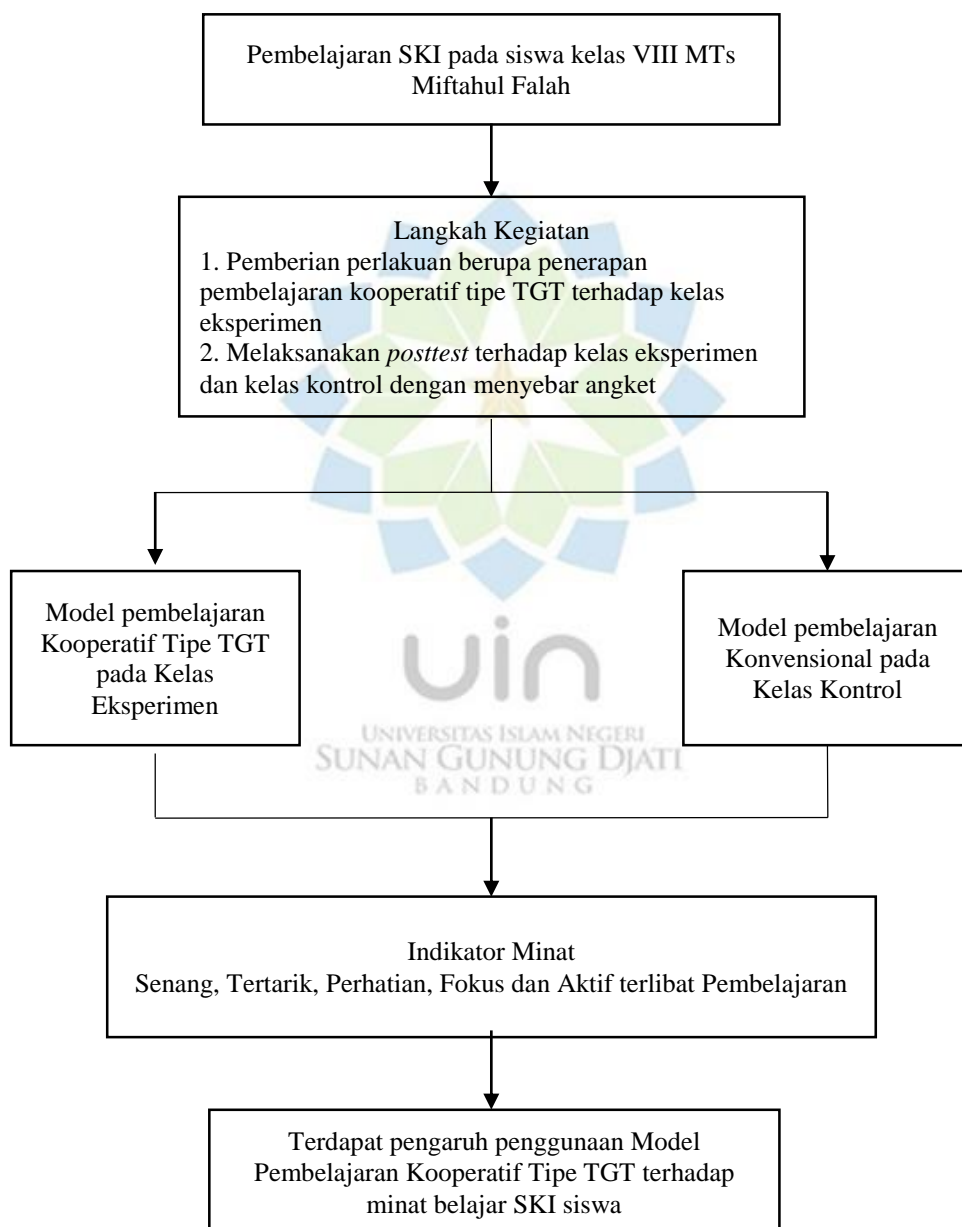 Pembelajaran SKI pada siswa kelas VIII MTs
Miftahul Falah
Langkah Kegiatan
1. Pemberian perlakuan berupa penerapan
pembelajaran kooperatif tipe TGT terhadap kelas
eksperimen
2. Melaksanakan posttest terhadap kelas eksperimen
dan kelas kontrol dengan menyebar angket
Model pembelajaran
Kooperatif Tipe TGT
pada Kelas
Eksperimen
Model pembelajaran
Konvensional pada
Kelas Kontrol
uin
UNIVERSITAS ISLAM NEGERI
SUNAN GUNUNG DJATI
BANDUNG
Indikator Minat
Senang, Tertarik, Perhatian, Fokus dan Aktif terlibat Pembelajaran
Terdapat pengaruh penggunaan Model
Pembelajaran Kooperatif Tipe TGT terhadap
minat belajar SKI siswa